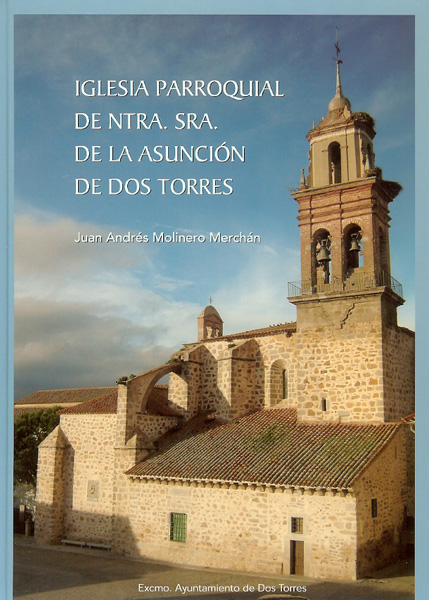 IGLESIA PARROQUIAL
DE NTRA. SRA.
DE LA ASUNCIÓN
DE DOS TORRES
Juan Andrés Molinero Merchán
Excmo. Ayuntamiento de Dos Torres